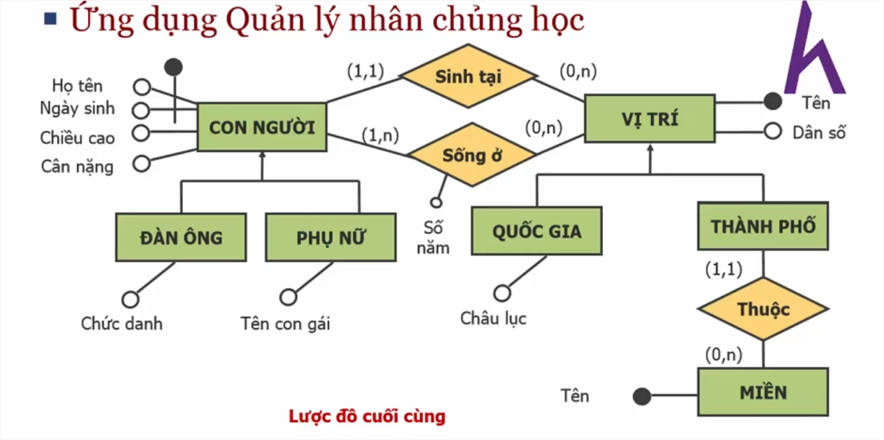 Ứng dụng Quản lý nhân chủng học
Họ tên
Ngày sinh
Chiều cao
Cân nặng
CON NGƯỜI
(1,1)
Sinh tại
(0,n)
(1,n)
Sống ở
(0,n)
Số
năm
VỊ TRÍ
Tên
Dân số
ĐÀN ÔNG
PHỤ NỮ
QUỐC GIA
THÀNH PHỐ
Chức danh
Tên con gái
Châu lục
(1,1)
Thuộc
(0,n)
Tên
MIỀN
Lược đồ cuối cùng